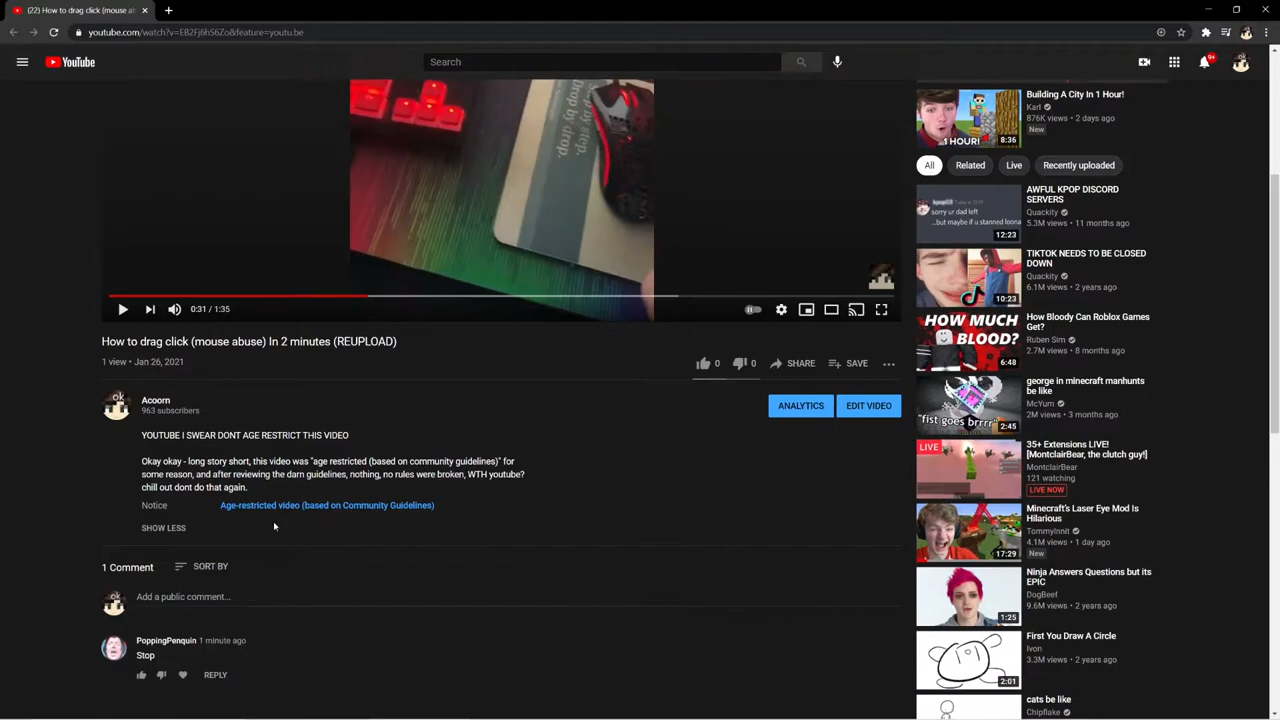 (22) How to drag click (mouse ab
youtube.com/watch?v=EB2Fj6hS6Zo&feature=youtu.be
YouTube
Search
9+
by step.
Drop by drop.
0:31 / 1:35
How to drag click (mouse abuse) In 2 minutes (REUPLOAD)
1 view • Jan 26, 2021
0
0
SHARE
SAVE
ok
Acoorn
963 subscribers
ANALYTICS
EDIT VIDEO
YOUTUBE I SWEAR DONT AGE RESTRICT THIS VIDEO
Okay okay - long story short, this video was "age restricted (based on community guidelines)" for
some reason, and after reviewing the darn guidelines, nothing, no rules were broken, WTH youtube?
chill out dont do that again.
Notice
Age-restricted video (based on Community Guidelines)
SHOW LESS
1 Comment
SORT BY
ok
Add a public comment...
PoppingPenquin 1 minute ago
Stop
REPLY
1 HOUR!
8:36
Building A City In 1 Hour!
Karl
876K views • 2 days ago
New
All
Related
Live
Recently uploaded
sorry ur dad left
...but maybe if u stanned loona
12:23
AWFUL KPOP DISCORD
SERVERS
Quackity
5.3M views • 11 months ago
10:23
TIKTOK NEEDS TO BE CLOSED
DOWN
Quackity
6.1M views • 2 years ago
HOW MUCH
BLOOD?
6:48
How Bloody Can Roblox Games
Get?
Ruben Sim
2.7M views • 8 months ago
"fist goes brrrr"
2:45
george in minecraft manhunts
be like
McYum
2M views • 3 months ago
LIVE
35+ Extensions LIVE!
[MontclairBear, the clutch guy!]
MontclairBear
121 watching
LIVE NOW
17:29
Minecraft's Laser Eye Mod Is
Hilarious
TommyInnit
4.1M views • 1 day ago
New
1:25
Ninja Answers Questions but its
EPIC
DogBeef
9.6M views • 2 years ago
2:01
First You Draw A Circle
Ivon
3.3M views • 2 years ago
cats be like
Chipflake